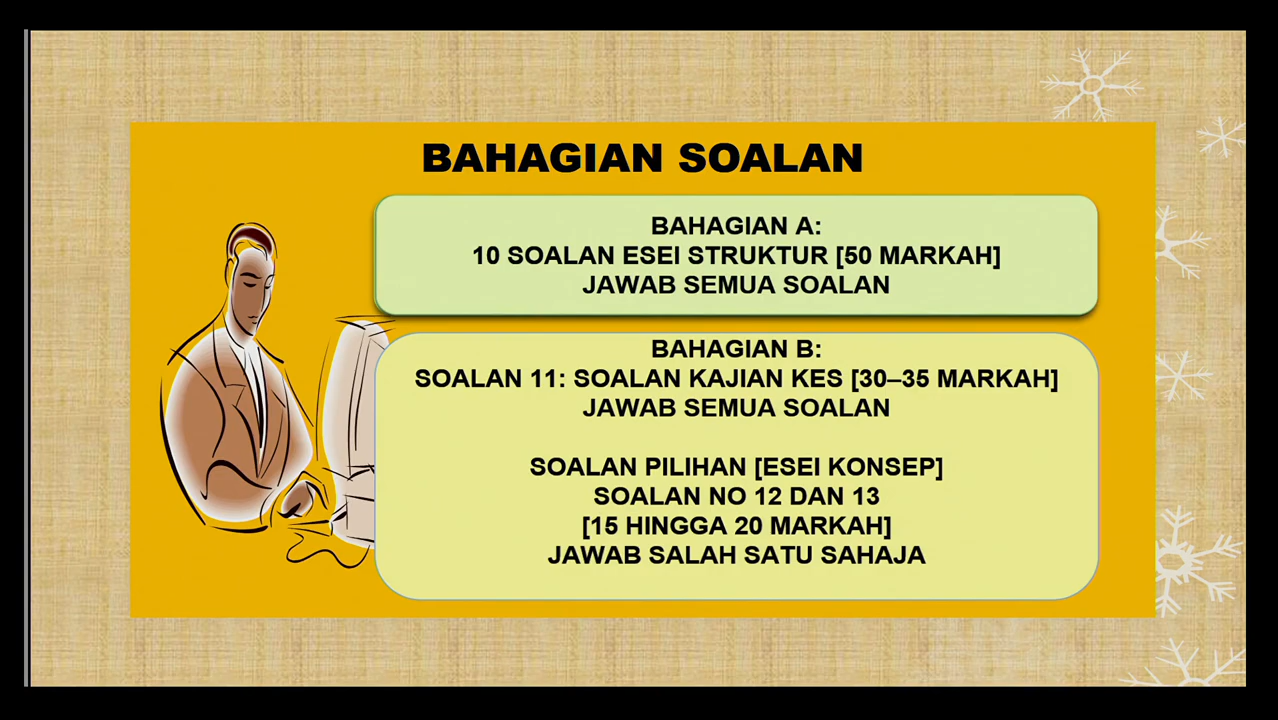 BAHAGIAN SOALAN
BAHAGIAN A:
10 SOALAN ESEI STRUKTUR [50 MARKAH]
JAWAB SEMUA SOALAN
BAHAGIAN B:
SOALAN 11: SOALAN KAJIAN KES [30–35 MARKAH]
JAWAB SEMUA SOALAN
SOALAN PILIHAN [ESEI KONSEP]
SOALAN NO 12 DAN 13
[15 HINGGA 20 MARKAH]
JAWAB SALAH SATU SAHAJA